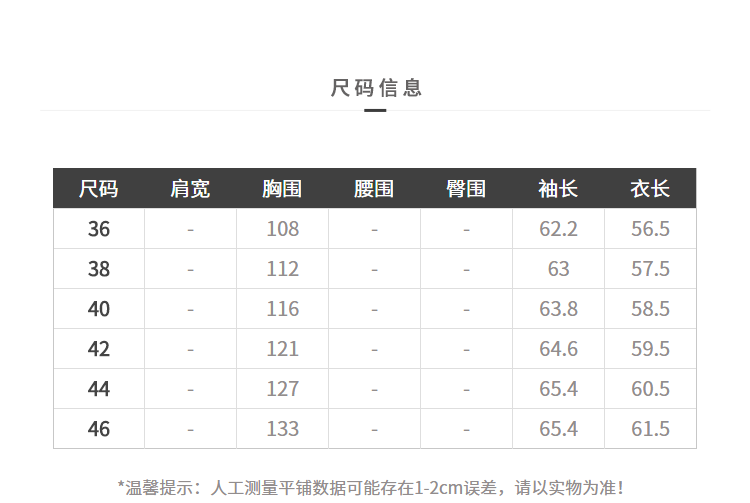 尺码信息
尺码 肩宽 胸围 腰围 臀围 袖长 衣长
36 - 108 - - 62.2 56.5
38 - 112 - - 63 57.5
40 - 116 - - 63.8 58.5
42 - 121 - - 64.6 59.5
44 - 127 - - 65.4 60.5
46 - 133 - - 65.4 61.5
*温馨提示：人工测量平铺数据可能存在1-2cm误差，请以实物为准！